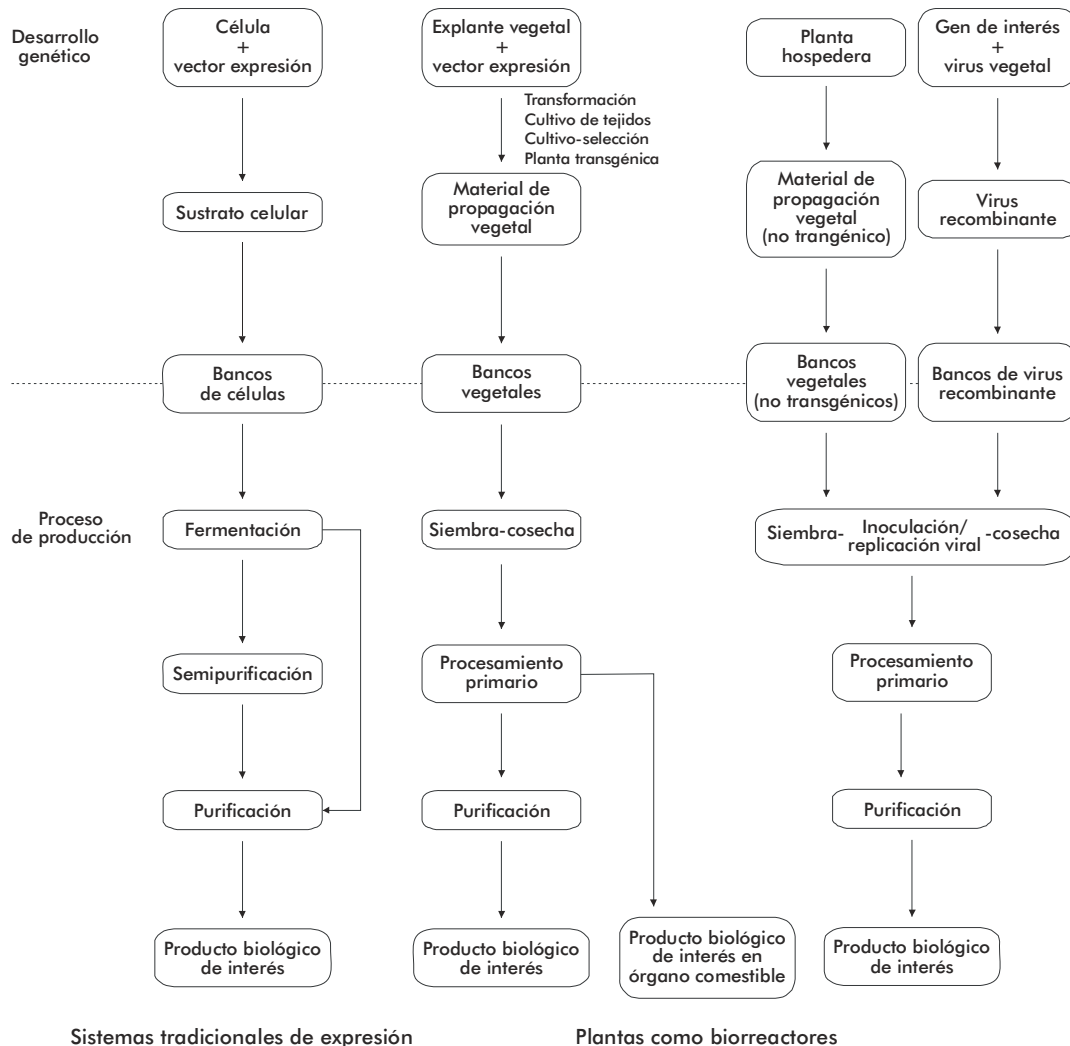 Desarrollo
genético
Célula
+
vector expresión
Explante vegetal
+
vector expresión
Planta
hospedera
Gen de interés
+
virus vegetal
Transformación
Cultivo de tejidos
Cultivo-selección
Planta transgénica
Sustrato celular
Material de
propagación
vegetal
Material de
propagación
vegetal
(no trangénico)
Virus
recombinante
Bancos
de células
Bancos
vegetales
Bancos
vegetales
(no transgénicos)
Bancos de virus
recombinante
Proceso
de producción
Fermentación
Siembra-cosecha
Siembra- Inoculación/ replicación viral -cosecha
Semipurificación
Procesamiento
primario
Procesamiento
primario
Purificación
Purificación
Purificación
Producto biológico
de interés
Producto biológico
de interés
Producto biológico
de interés en
órgano comestible
Producto biológico
de interés
Sistemas tradicionales de expresión
Plantas como biorreactores